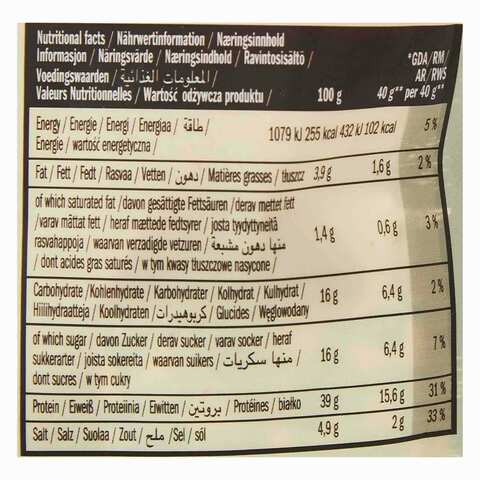 Nutritional facts / Nährwertinformation / Næringsinnhold
Informasjon / Näringsvärde / Næringsindhold / Ravintosisältö /
Voedingswaarden / المعلومات الغذائية /
Valeurs Nutritionnelles / Wartość odżywcza produktu /
100 g
40 g** per 40 g**
*GDA/RM/
AR/RWS
Energy / Energie / Energi / Energiaa / طاقة /
Energie / wartość energetyczna /
1079 kJ 255 kcal 432 kJ 102 kcal 5%
Fat / Fett / Fedt / Rasvaa / Vetten / دهون / Matières grasses / tłuszcz 3,9 g 1,6 g 2%
of which saturated fat / davon gesättigte Fettsäuren / derav mettet fett
/ varav mättat fett / heraf mættede fedtsyrer / josta tyydyttyneitä
rasvahappoja / waarvan verzadigde vetzuren / منها دهون مشبعة /
/ dont acides gras saturés / w tym kwasy tłuszczowe nasycone /
1,4 g 0,6 g 3%
Carbohydrate / Kohlenhydrate / Karbohydrater / Kolhydrat / Kulhydrat /
Hiilihydraatteja / Koolhydraten / كربوهيدرات / Glucides / Węglowodany
16 g 6,4 g 2%
of which sugar / davon Zucker / derav sukker / varav socker / heraf
sukkerarter / joista sokereita / waarvan suikers / منها سكريات /
dont sucres / w tym cukry
16 g 6,4 g 7%
Protein / Eiweiß / Proteiinia / Eiwitten / بروتين / Protéines / białko 39 g 15,6 g 31%
Salt / Salz / Suolaa / Zout / ملح / Sel / sól 4,9 g 2 g 33%